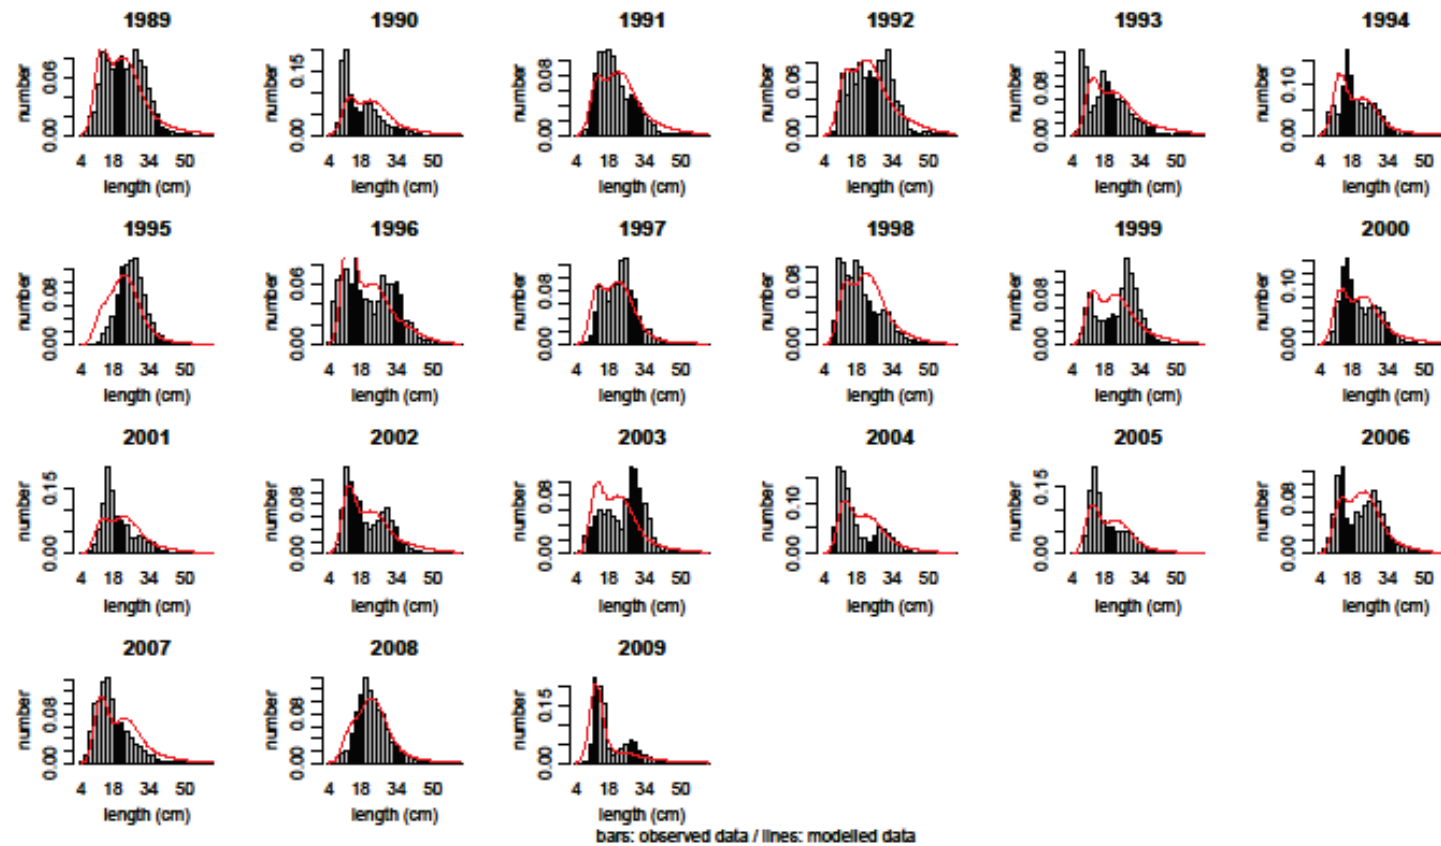 1989 1990 1991 1992 1993 1994
number 0.00 0.06 number 0.00 0.15 number 0.00 0.08 number 0.00 0.06 number 0.00 0.08 number 0.00 0.10
4 18 34 50 4 18 34 50 4 18 34 50 4 18 34 50 4 18 34 50 4 18 34 50
length (cm) length (cm) length (cm) length (cm) length (cm) length (cm)
1995 1996 1997 1998 1999 2000
number 0.00 0.08 number 0.00 0.06 number 0.00 0.08 number 0.00 0.08 number 0.00 0.08 number 0.00 0.10
4 18 34 50 4 18 34 50 4 18 34 50 4 18 34 50 4 18 34 50 4 18 34 50
length (cm) length (cm) length (cm) length (cm) length (cm) length (cm)
2001 2002 2003 2004 2005 2006
number 0.00 0.15 number 0.00 0.08 number 0.00 0.08 number 0.00 0.10 number 0.00 0.15 number 0.00 0.08
4 18 34 50 4 18 34 50 4 18 34 50 4 18 34 50 4 18 34 50 4 18 34 50
length (cm) length (cm) length (cm) length (cm) length (cm) length (cm)
2007 2008 2009
number 0.00 0.08 number 0.00 0.08 number 0.00 0.15
4 18 34 50 4 18 34 50 4 18 34 50
length (cm) length (cm) length (cm)
bars: observed data / lines: modelled data